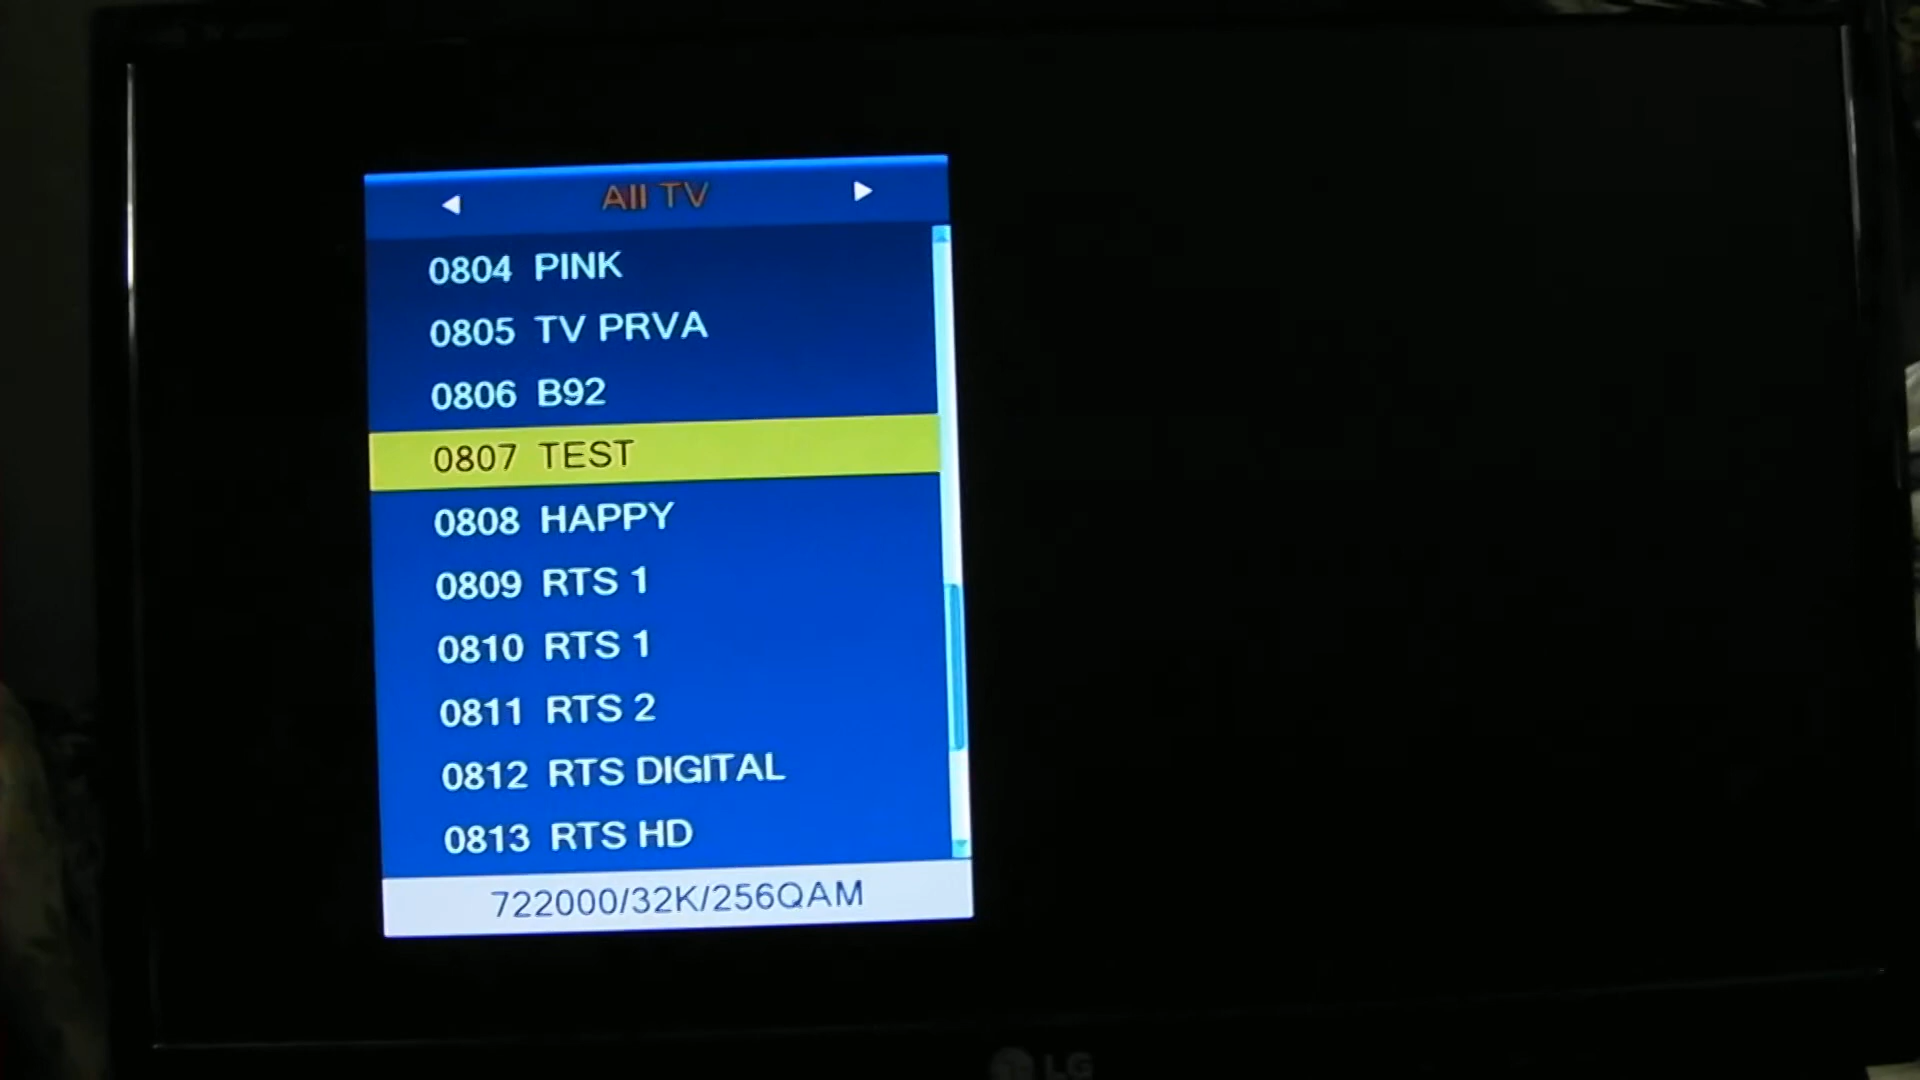 All TV
0804 PINK
0805 TV PRVA
0806 B92
0807 TEST
0808 HAPPY
0809 RTS 1
0810 RTS 1
0811 RTS 2
0812 RTS DIGITAL
0813 RTS HD
722000/32K/256QAM
LG